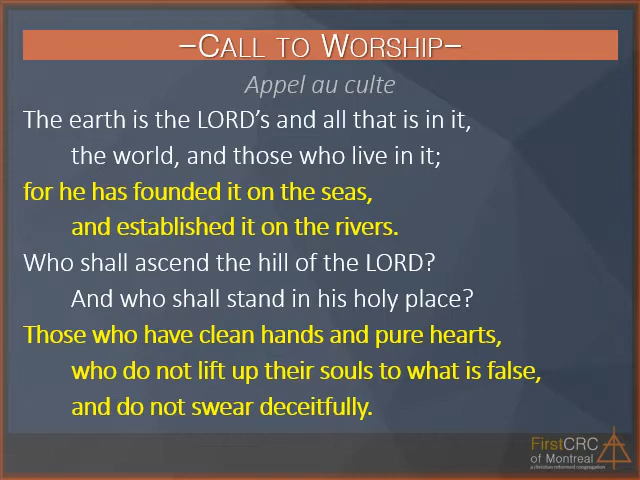 –CALL TO WORSHIP–
Appel au culte
The earth is the LORD's and all that is in it,
the world, and those who live in it;
for he has founded it on the seas,
and established it on the rivers.
Who shall ascend the hill of the LORD?
And who shall stand in his holy place?
Those who have clean hands and pure hearts,
who do not lift up their souls to what is false,
and do not swear deceitfully.
FirstCRC
of Montreal
a christian reformed congregation